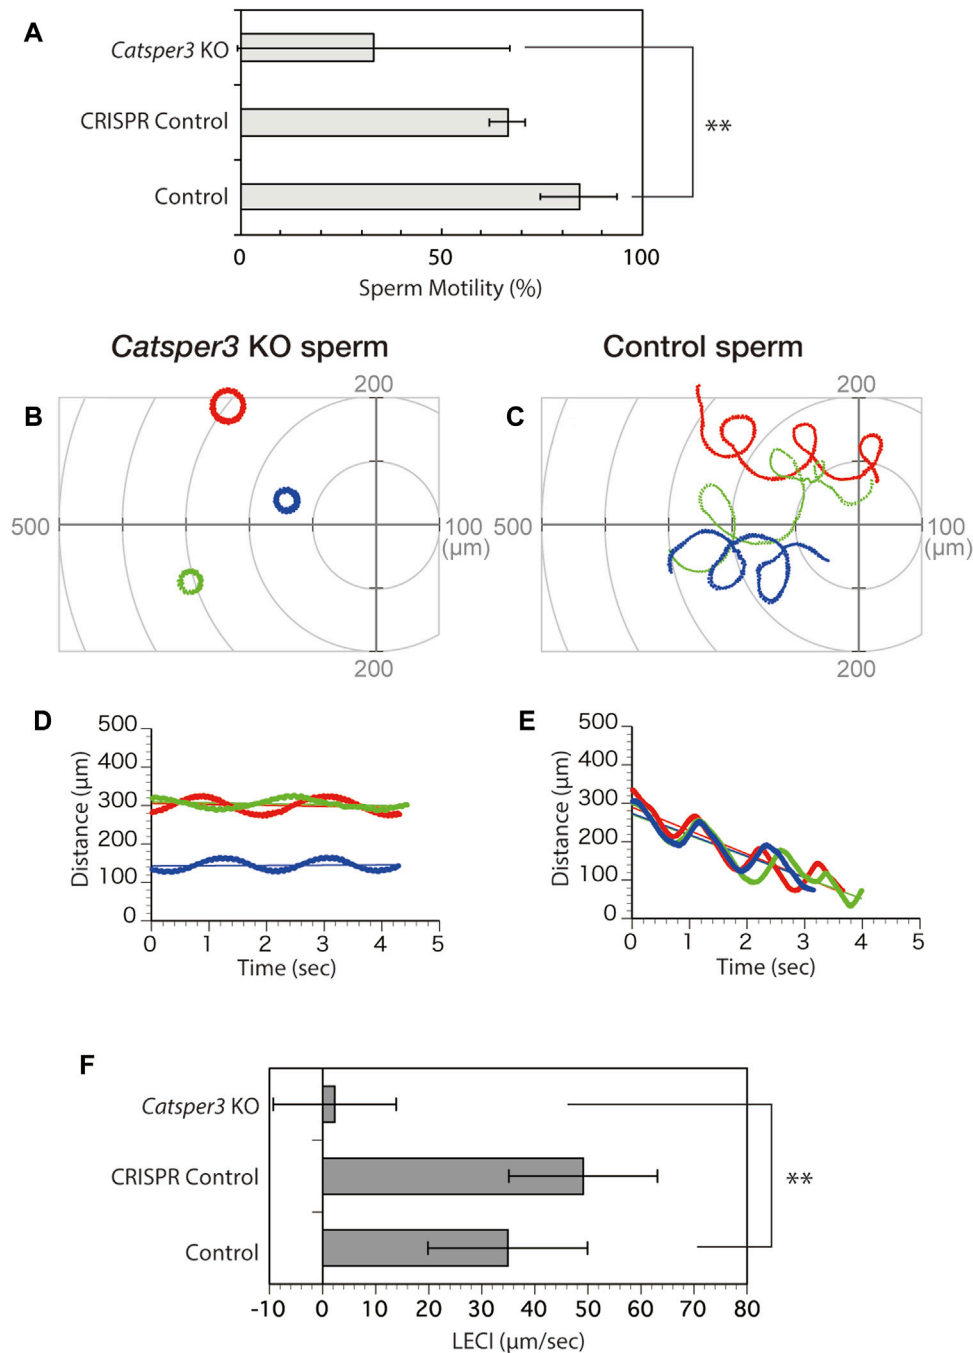 A
Catsper3 KO
CRISPR Control
**
Control
0 50 100
Sperm Motility (%)
Catsper3 KO sperm
Control sperm
B
200
500
100
(μm)
200
C
200
500
100
(μm)
200
D
500
400
300
200
100
0
Distance (μm)
0 1 2 3 4 5
Time (sec)
E
500
400
300
200
100
0
Distance (μm)
0 1 2 3 4 5
Time (sec)
F
Catsper3 KO
CRISPR Control
**
Control
-10 0 10 20 30 40 50 60 70 80
LECI (μm/sec)